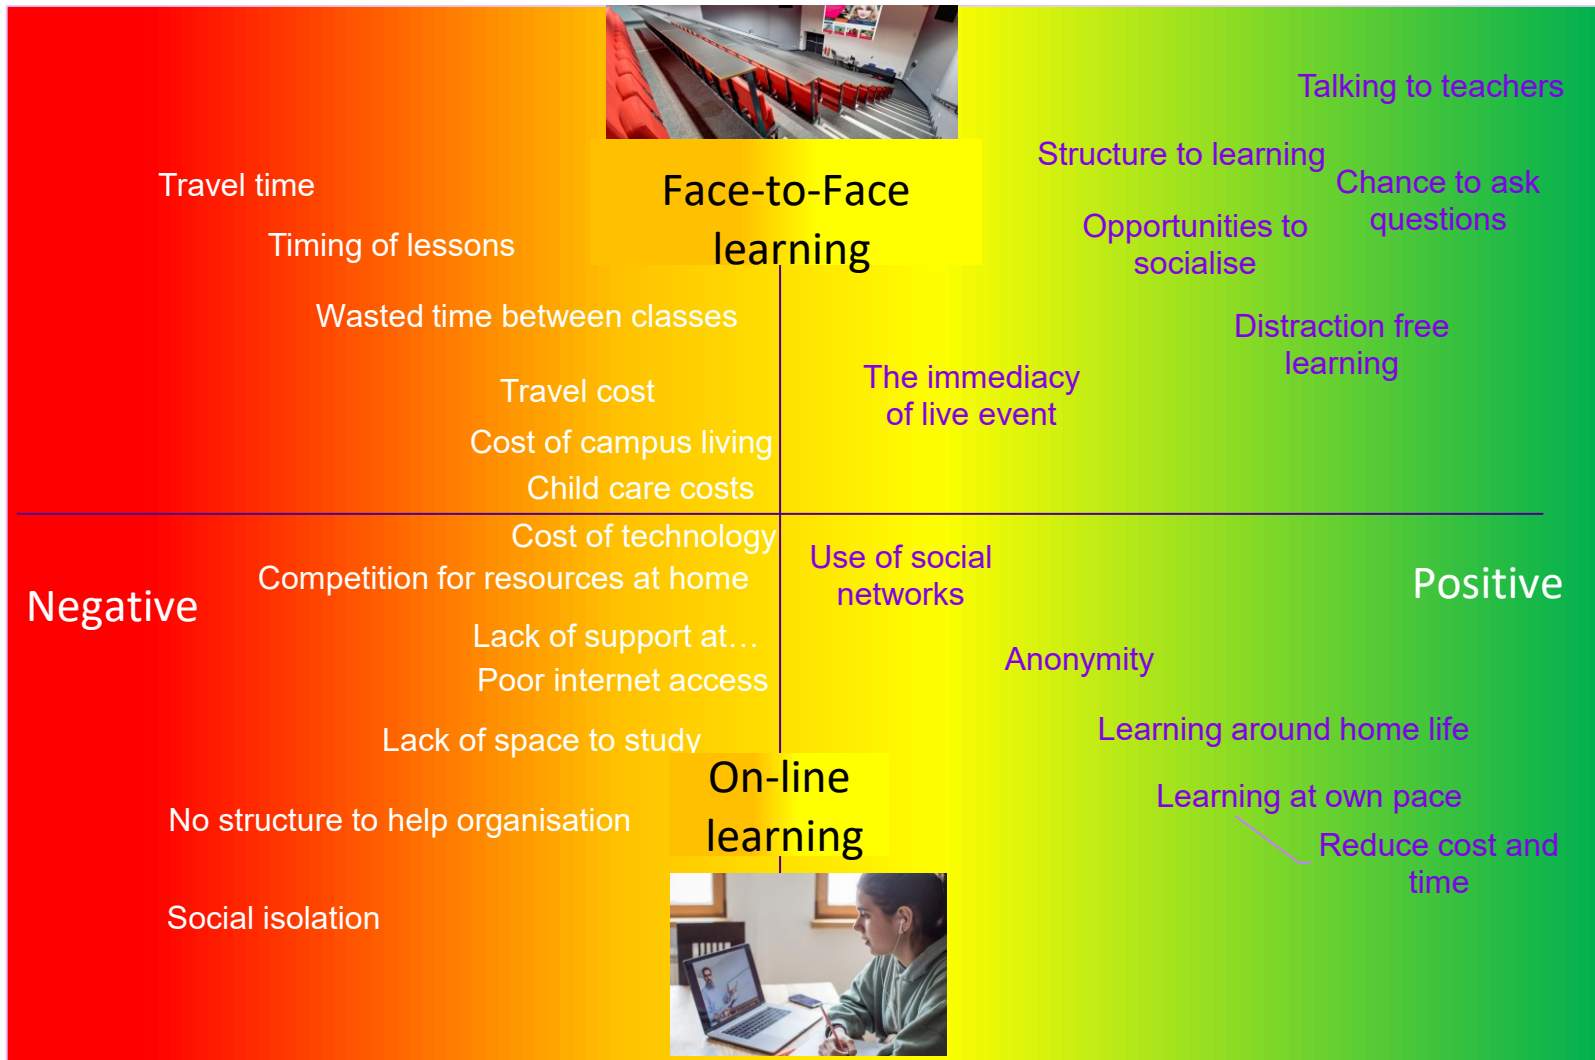 Talking to teachers
Structure to learning
Travel time
Face-to-Face
learning
Chance to ask
questions
Timing of lessons
Opportunities to
socialise
Wasted time between classes
Distraction free
learning
Travel cost
The immediacy
of live event
Cost of campus living
Child care costs
Cost of technology
Use of social
networks
Competition for resources at home
Negative
Positive
Lack of support at…
Anonymity
Poor internet access
Lack of space to study
Learning around home life
On-line
learning
Learning at own pace
No structure to help organisation
Reduce cost and
time
Social isolation